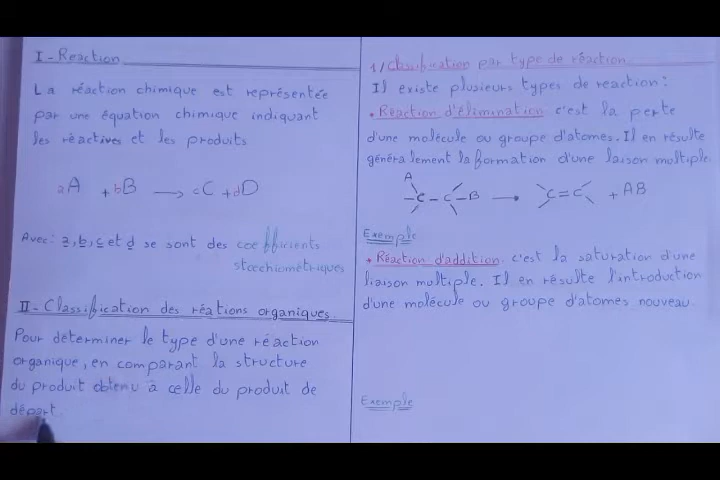 I - Reaction
La réaction chimique est représentée
par une équation chimique indiquant
les réactives et les produits
aA + bB → cC + dD
Avec: a, b, c et d se sont des coefficients
stœchiométriques
II - Classification des réations organiques
Pour déterminer le type d'une réaction
organique, en comparant la structure
du produit obtenu à celle du produit de
départ.
1/ Classification par type de réaction
Il existe plusieurs types de reaction:
• Réaction d'élimination c'est la perte
d'une molécule ou groupe d'atomes. Il en résulte
générallement la formation d'une laison multiple.
A
C - C - B → C = C + AB
Exemple
• Réaction d'addition c'est la saturation d'une
liaison multiple. Il en résulte l'introduction
d'une molécule ou groupe d'atomes nouveau
Exemple